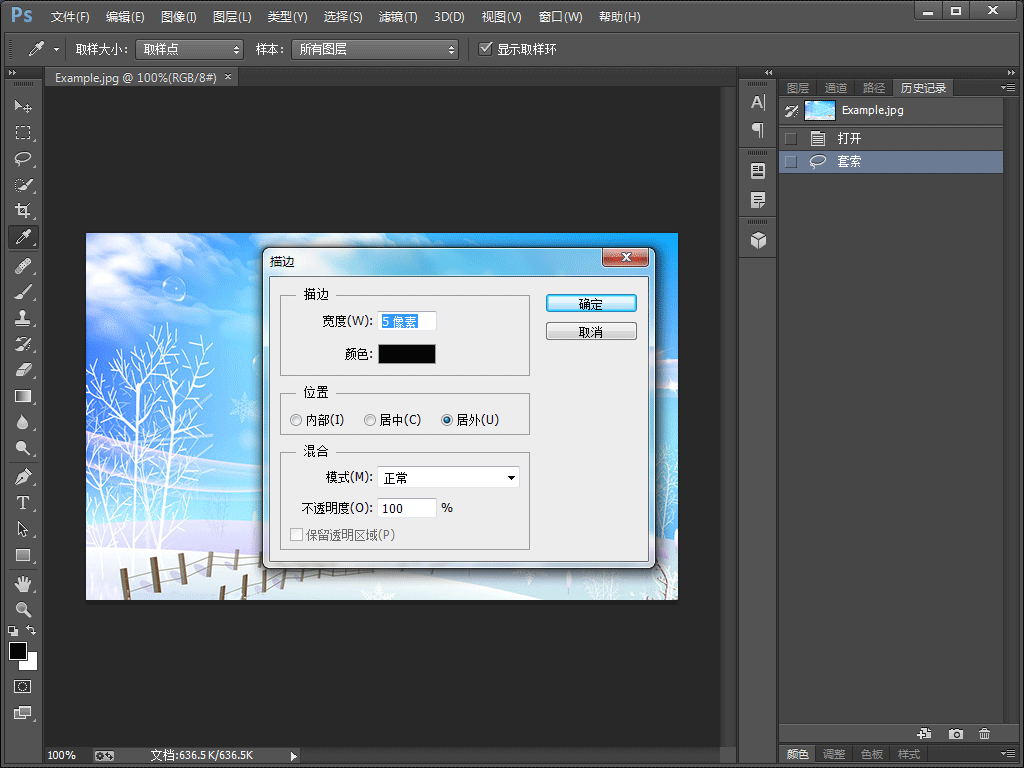 Ps 文件(F) 编辑(E) 图像(I) 图层(L) 类型(Y) 选择(S) 滤镜(T) 3D(D) 视图(V) 窗口(W) 帮助(H)
取样大小: 取样点 样本: 所有图层 显示取样环
Example.jpg @ 100%(RGB/8#) ×
图层 通道 路径 历史记录
Example.jpg
打开
套索
描边
描边
宽度(W): 5 像素
颜色:
确定
取消
位置
内部(I) 居中(C) 居外(U)
混合
模式(M): 正常
不透明度(O): 100 %
保留透明区域(P)
100% 文档:636.5K/636.5K
颜色 调整 色板 样式